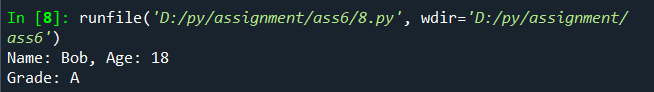 In [8]: runfile('D:/py/assignment/ass6/8.py', wdir='D:/py/assignment/
ass6')
Name: Bob, Age: 18
Grade: A